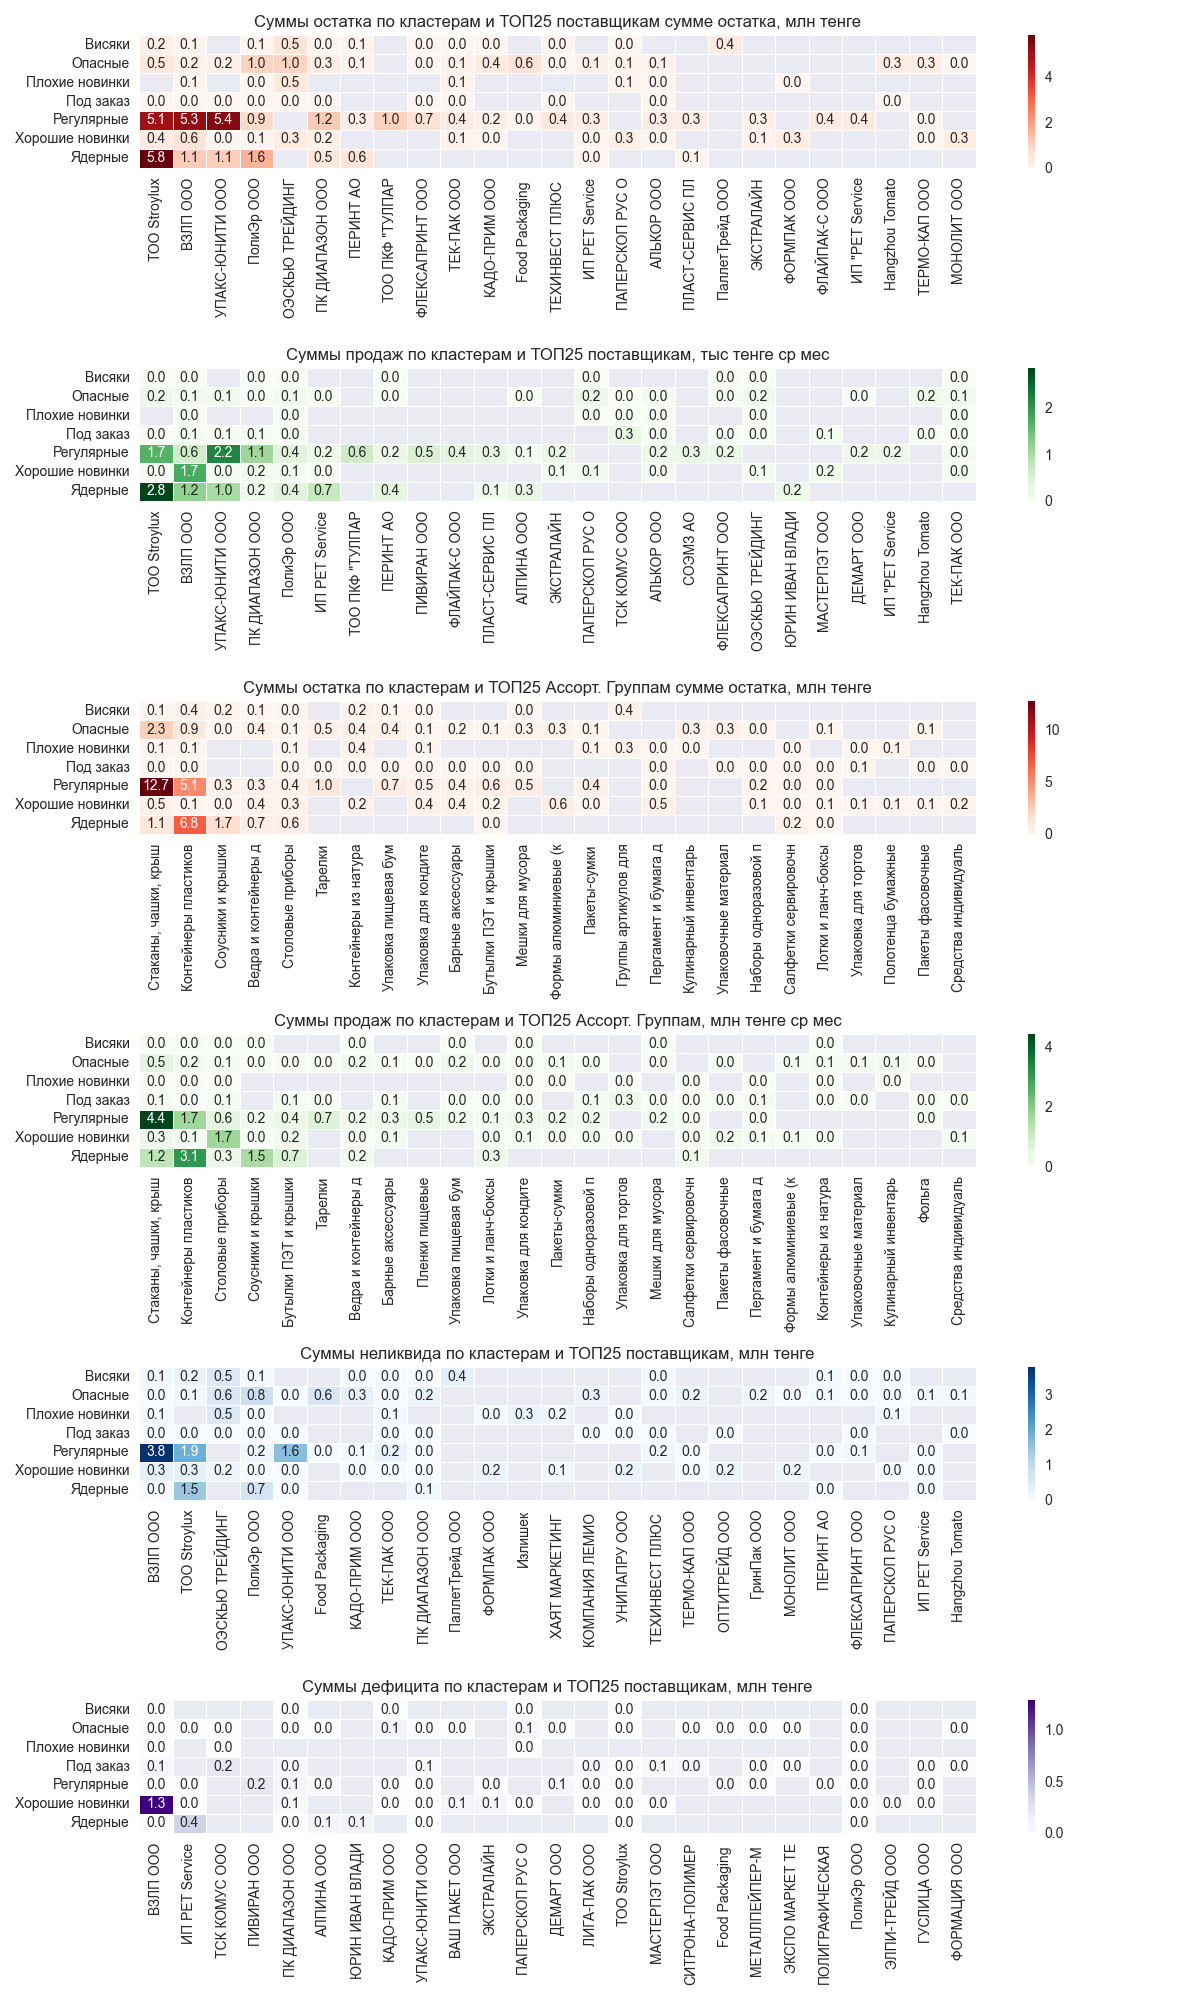 Суммы остатка по кластерам и ТОП25 поставщикам сумме остатка, млн тенге
Висяки 0.2 0.1 0.1 0.5 0.0 0.1 0.0 0.0 0.0 0.0 0.0 0.4
Опасные 0.5 0.2 0.2 1.0 1.0 0.3 0.1 0.0 0.1 0.4 0.6 0.0 0.1 0.1 0.1 0.3 0.3 0.0
Плохие новинки 0.1 0.0 0.5 0.1 0.1 0.0 0.0
Под заказ 0.0 0.0 0.0 0.0 0.0 0.0 0.0 0.0 0.0 0.0 0.0
Регулярные 5.1 5.3 5.4 0.9 1.2 0.3 1.0 0.7 0.4 0.2 0.0 0.4 0.3 0.3 0.3 0.3 0.4 0.4 0.0
Хорошие новинки 0.4 0.6 0.0 0.1 0.3 0.2 0.1 0.0 0.0 0.3 0.0 0.1 0.3 0.0 0.3
Ядерные 5.8 1.1 1.1 1.6 0.5 0.6 0.0 0.1
4
2
0
ТОО Stroylux
ВЗЛП ООО
УПАКС-ЮНИТИ ООО
ПолиЭр ООО
ОЭСКЬЮ ТРЕЙДИНГ
ПК ДИАПАЗОН ООО
ПЕРИНТ АО
ТОО ПКФ "ТУЛПАР
ФЛЕКСАПРИНТ ООО
ТЕК-ПАК ООО
КАДО-ПРИМ ООО
Food Packaging
ТЕХИНВЕСТ ПЛЮС
ИП PET Service
ПАПЕРСКОП РУС О
АЛЬКОР ООО
ПЛАСТ-СЕРВИС ПЛ
ПаллетТрейд ООО
ЭКСТРАЛАЙН
ФОРМПАК ООО
ФЛАЙПАК-С ООО
ИП "PET Service
Hangzhou Tomato
ТЕРМО-КАП ООО
МОНОЛИТ ООО
Суммы продаж по кластерам и ТОП25 поставщикам, тыс тенге ср мес
Висяки 0.0 0.0 0.0 0.0 0.0 0.0 0.0 0.0 0.0
Опасные 0.2 0.1 0.1 0.0 0.1 0.0 0.0 0.0 0.2 0.0 0.0 0.0 0.2 0.0 0.2 0.1
Плохие новинки 0.0 0.0 0.0 0.0 0.0 0.0 0.0
Под заказ 0.0 0.1 0.1 0.1 0.0 0.3 0.0 0.0 0.0 0.1 0.0 0.0
Регулярные 1.7 0.6 2.2 1.1 0.4 0.2 0.6 0.2 0.5 0.4 0.3 0.1 0.2 0.2 0.3 0.2 0.2 0.2 0.0
Хорошие новинки 0.0 1.7 0.0 0.2 0.1 0.0 0.1 0.1 0.0 0.1 0.2 0.0
Ядерные 2.8 1.2 1.0 0.2 0.4 0.7 0.4 0.1 0.3 0.2
2
1
0
ТОО Stroylux
ВЗЛП ООО
УПАКС-ЮНИТИ ООО
ПК ДИАПАЗОН ООО
ПолиЭр ООО
ИП PET Service
ТОО ПКФ "ТУЛПАР
ПЕРИНТ АО
ПИВИРАН ООО
ФЛАЙПАК-С ООО
ПЛАСТ-СЕРВИС ПЛ
АЛПИНА ООО
ЭКСТРАЛАЙН
ПАПЕРСКОП РУС О
ТСК КОМУС ООО
АЛЬКОР ООО
СОЭМЗ АО
ФЛЕКСАПРИНТ ООО
ОЭСКЬЮ ТРЕЙДИНГ
ЮРИН ИВАН ВЛАДИ
МАСТЕРПЭТ ООО
ДЕМАРТ ООО
ИП "PET Service
Hangzhou Tomato
ТЕК-ПАК ООО
Суммы остатка по кластерам и ТОП25 Ассорт. Группам сумме остатка, млн тенге
Висяки 0.1 0.4 0.2 0.1 0.0 0.2 0.1 0.0 0.0 0.4
Опасные 2.3 0.9 0.0 0.4 0.1 0.5 0.4 0.4 0.1 0.2 0.1 0.3 0.3 0.1 0.3 0.3 0.0 0.1 0.1
Плохие новинки 0.1 0.1 0.1 0.4 0.1 0.1 0.3 0.0 0.0 0.0 0.0 0.1
Под заказ 0.0 0.0 0.0 0.0 0.0 0.0 0.0 0.0 0.0 0.0 0.0 0.0 0.0 0.0 0.0 0.1 0.0 0.0
Регулярные 12.7 5.1 0.3 0.3 0.4 1.0 0.7 0.5 0.4 0.6 0.5 0.4 0.2 0.0 0.0
Хорошие новинки 0.5 0.1 0.0 0.4 0.3 0.2 0.4 0.4 0.2 0.6 0.0 0.5 0.1 0.0 0.1 0.1 0.1 0.1 0.2
Ядерные 1.1 6.8 1.7 0.7 0.6 0.0 0.2 0.0
10
5
0
Стаканы, чашки, крыш
Контейнеры пластиков
Соусники и крышки
Ведра и контейнеры д
Столовые приборы
Тарелки
Контейнеры из натура
Упаковка пищевая бум
Упаковка для кондите
Барные аксессуары
Бутылки ПЭТ и крышки
Мешки для мусора
Формы алюминиевые (к
Пакеты-сумки
Группы артикулов для
Пергамент и бумага д
Кулинарный инвентарь
Упаковочные материал
Наборы одноразовой п
Салфетки сервировочн
Лотки и ланч-боксы
Упаковка для тортов
Полотенца бумажные
Пакеты фасовочные
Средства индивидуаль
Суммы продаж по кластерам и ТОП25 Ассорт. Группам, млн тенге ср мес
Висяки 0.0 0.0 0.0 0.0 0.0 0.0 0.0 0.0 0.0
Опасные 0.5 0.2 0.1 0.0 0.0 0.0 0.2 0.1 0.0 0.2 0.0 0.0 0.1 0.0 0.0 0.0 0.1 0.1 0.1 0.1 0.0
Плохие новинки 0.0 0.0 0.0 0.0 0.0 0.0 0.0 0.0 0.0 0.0
Под заказ 0.1 0.0 0.1 0.1 0.0 0.1 0.0 0.0 0.0 0.1 0.3 0.0 0.0 0.0 0.1 0.0 0.0 0.0 0.0
Регулярные 4.4 1.7 0.6 0.2 0.4 0.7 0.2 0.3 0.5 0.2 0.1 0.3 0.2 0.2 0.2 0.0 0.0 0.0
Хорошие новинки 0.3 0.1 1.7 0.0 0.2 0.0 0.1 0.0 0.1 0.0 0.0 0.0 0.0 0.2 0.1 0.1 0.0 0.1
Ядерные 1.2 3.1 0.3 1.5 0.7 0.2 0.3 0.1
4
2
0
Стаканы, чашки, крыш
Контейнеры пластиков
Столовые приборы
Соусники и крышки
Бутылки ПЭТ и крышки
Тарелки
Ведра и контейнеры д
Барные аксессуары
Пленки пищевые
Упаковка пищевая бум
Лотки и ланч-боксы
Упаковка для кондите
Пакеты-сумки
Наборы одноразовой п
Упаковка для тортов
Мешки для мусора
Салфетки сервировочн
Пакеты фасовочные
Пергамент и бумага д
Формы алюминиевые (к
Контейнеры из натура
Упаковочные материал
Кулинарный инвентарь
Фольга
Средства индивидуаль
Суммы неликвида по кластерам и ТОП25 поставщикам, млн тенге
Висяки 0.1 0.2 0.5 0.1 0.0 0.0 0.0 0.4 0.0 0.1 0.0 0.0
Опасные 0.0 0.1 0.6 0.8 0.0 0.6 0.3 0.0 0.2 0.3 0.0 0.2 0.2 0.0 0.1 0.0 0.0 0.1 0.1
Плохие новинки 0.1 0.5 0.0 0.1 0.0 0.3 0.2 0.0 0.1
Под заказ 0.0 0.0 0.0 0.0 0.0 0.0 0.0 0.0 0.0 0.0 0.0 0.0 0.0 0.0
Регулярные 3.8 1.9 0.2 1.6 0.0 0.1 0.2 0.0 0.2 0.0 0.0 0.1 0.0
Хорошие новинки 0.3 0.3 0.2 0.0 0.0 0.0 0.0 0.0 0.2 0.1 0.2 0.0 0.2 0.2 0.0 0.0
Ядерные 0.0 1.5 0.7 0.0 0.1 0.0 0.0
3
2
1
0
ВЗЛП ООО
ТОО Stroylux
ОЭСКЬЮ ТРЕЙДИНГ
ПолиЭр ООО
УПАКС-ЮНИТИ ООО
Food Packaging
КАДО-ПРИМ ООО
ТЕК-ПАК ООО
ПК ДИАПАЗОН ООО
ПаллетТрейд ООО
ФОРМПАК ООО
Излишек
ХАЯТ МАРКЕТИНГ
КОМПАНИЯ ЛЕМИО
УНИПАПРУ ООО
ТЕХИНВЕСТ ПЛЮС
ТЕРМО-КАП ООО
ОПТИТРЕЙД ООО
ГринПак ООО
МОНОЛИТ ООО
ПЕРИНТ АО
ФЛЕКСАПРИНТ ООО
ПАПЕРСКОП РУС О
ИП PET Service
Hangzhou Tomato
Суммы дефицита по кластерам и ТОП25 поставщикам, млн тенге
Висяки 0.0 0.0 0.0 0.0 0.0 0.0
Опасные 0.0 0.0 0.0 0.0 0.0 0.1 0.0 0.0 0.1 0.0 0.0 0.0 0.0 0.0 0.0 0.0 0.0
Плохие новинки 0.0 0.0 0.0 0.0
Под заказ 0.1 0.2 0.0 0.1 0.0 0.0 0.1 0.0 0.0 0.0 0.0 0.0 0.0
Регулярные 0.0 0.0 0.2 0.1 0.0 0.0 0.0 0.0 0.1 0.0 0.0 0.0 0.0 0.0 0.0 0.0
Хорошие новинки 1.3 0.0 0.1 0.0 0.0 0.1 0.1 0.0 0.0 0.0 0.0 0.0 0.0 0.0
Ядерные 0.0 0.4 0.0 0.1 0.1 0.0 0.0 0.0
1.0
0.5
0.0
ВЗЛП ООО
ИП PET Service
ТСК КОМУС ООО
ПИВИРАН ООО
ПК ДИАПАЗОН ООО
АЛПИНА ООО
ЮРИН ИВАН ВЛАДИ
КАДО-ПРИМ ООО
УПАКС-ЮНИТИ ООО
ВАШ ПАКЕТ ООО
ЭКСТРАЛАЙН
ПАПЕРСКОП РУС О
ДЕМАРТ ООО
ЛИГА-ПАК ООО
ТОО Stroylux
МАСТЕРПЭТ ООО
СИТРОНА-ПОЛИМЕР
Food Packaging
МЕТАЛЛПЕЙПЕР-М
ЭКСПО МАРКЕТ ТЕ
ПОЛИГРАФИЧЕСКАЯ
ПолиЭр ООО
ЭЛПИ-ТРЕЙД ООО
ГУСЛИЦА ООО
ФОРМАЦИЯ ООО